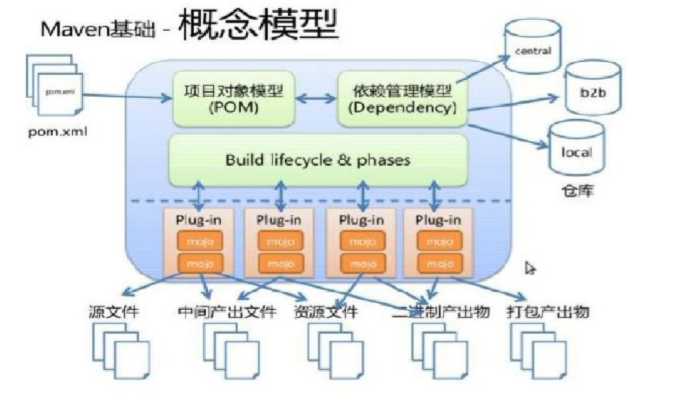 Maven基础 - 概念模型
central
pom.xml
项目对象模型
(POM)
依赖管理模型
(Dependency)
b2b
pom.xml
Build lifecycle & phases
local
仓库
Plug-in
Plug-in
Plug-in
Plug-in
mojo
mojo
mojo
mojo
mojo
mojo
mojo
mojo
源文件
中间产出文件
资源文件
二进制产出物
打包产出物